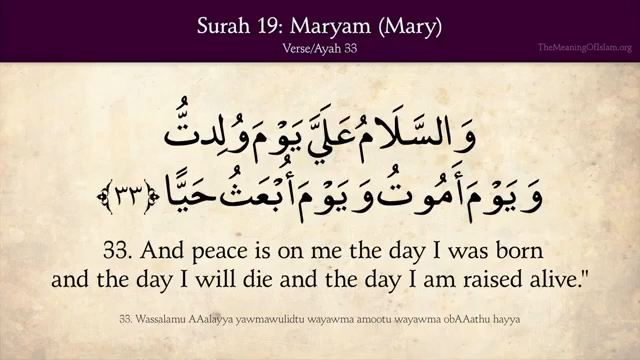 Surah 19: Maryam (Mary)
Verse/Ayah 33
TheMeaningOfIslam.org
وَالسَّلَامُ عَلَيَّ يَوْمَ وُلِدتُّ
وَيَوْمَ أَمُوتُ وَيَوْمَ أُبْعَثُ حَيًّا ﴿٣٣﴾
33. And peace is on me the day I was born
and the day I will die and the day I am raised alive."
33. Wassalamu AAalayya yawmawulidtu wayawma amootu wayawma obAAathu hayya